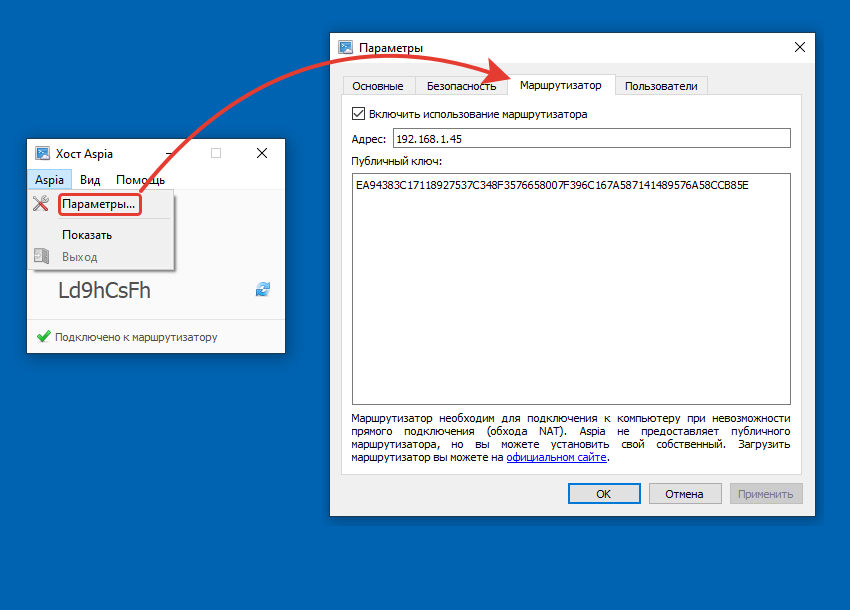 Хост Aspia
Aspia Вид Помощь
Параметры...
Показать
Выход
Ld9hCsFh
Подключено к маршрутизатору
Параметры
Основные Безопасность Маршрутизатор Пользователи
Включить использование маршрутизатора
Адрес: 192.168.1.45
Публичный ключ:
EA94383C17118927537C348F3576658007F396C167A587141489576A58CCB85E
Маршрутизатор необходим для подключения к компьютеру при невозможности
прямого подключения (обхода NAT). Aspia не предоставляет публичного
маршрутизатора, но вы можете установить свой собственный. Загрузить
маршрутизатор вы можете на официальном сайте.
OK Отмена Применить